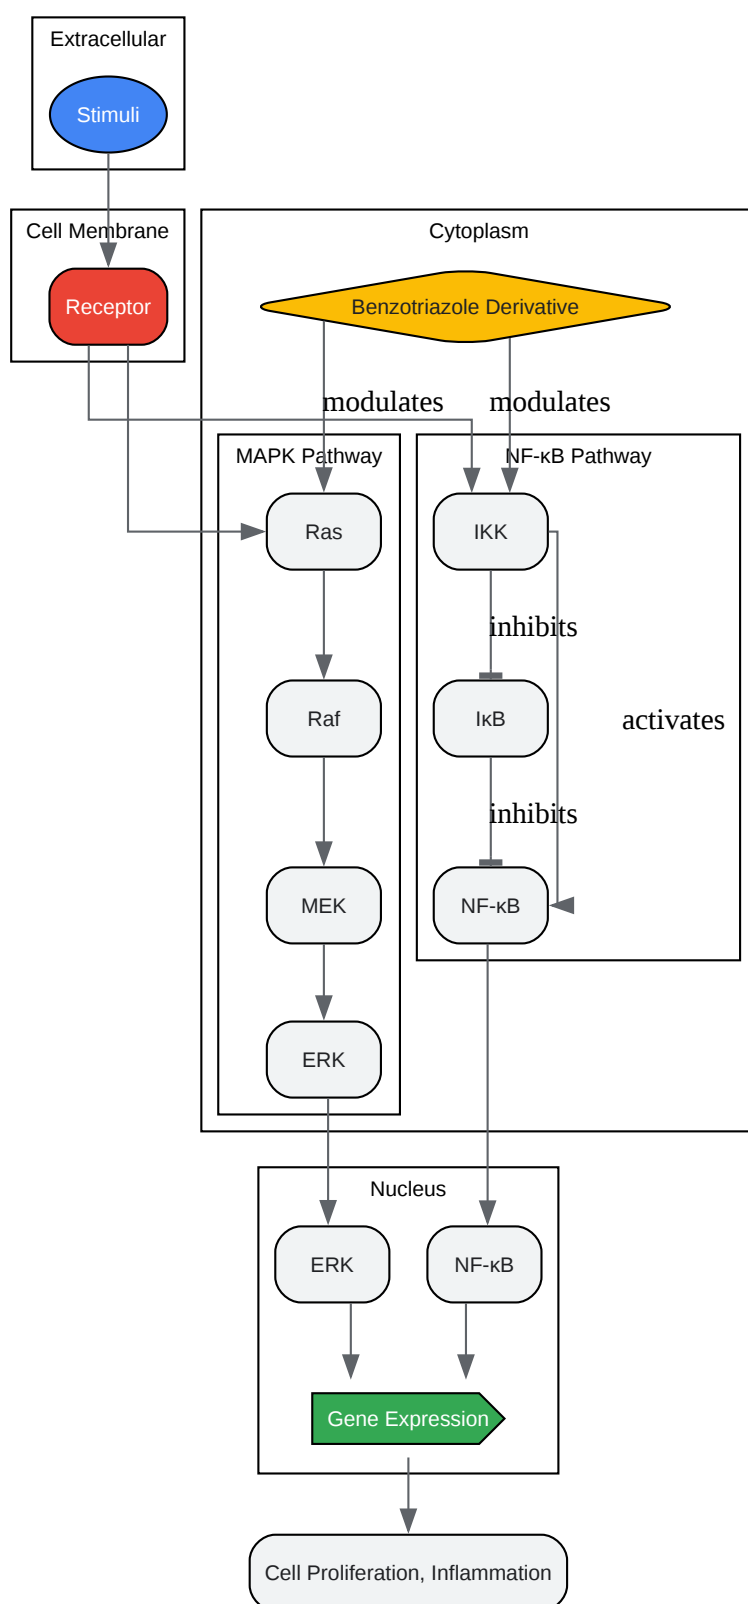 Extracellular
Stimuli
Cell Membrane
Receptor
Cytoplasm
Benzotriazole Derivative
modulates
modulates
MAPK Pathway
NF-κB Pathway
Ras
IKK
inhibits
Raf
IκB
activates
inhibits
MEK
NF-κB
ERK
Nucleus
ERK
NF-κB
Gene Expression
Cell Proliferation, Inflammation